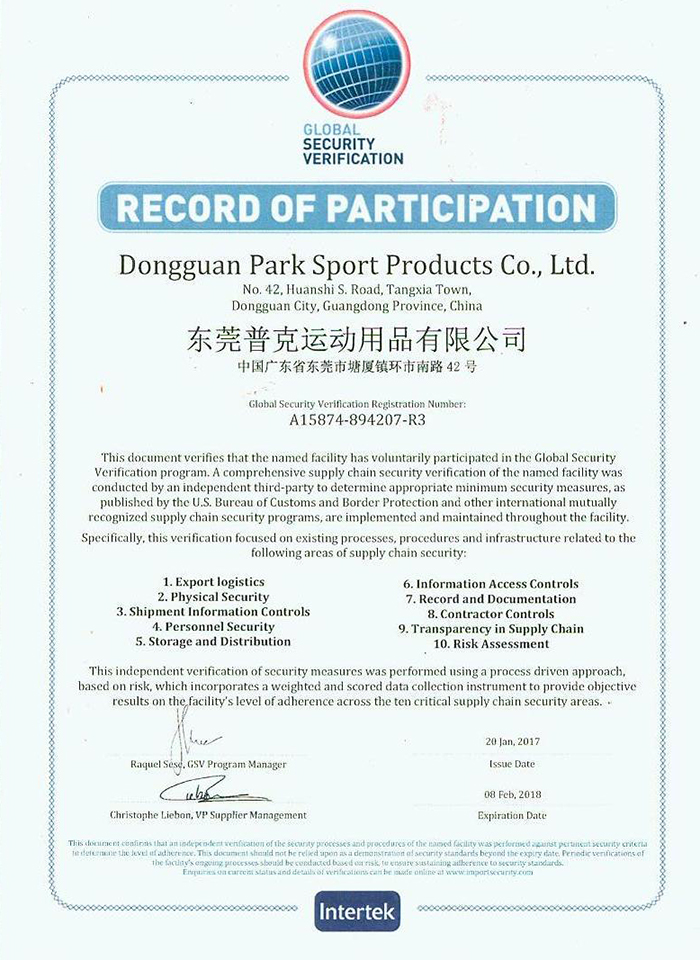 GLOBAL
SECURITY
VERIFICATION
RECORD OF PARTICIPATION
Dongguan Park Sport Products Co., Ltd.
No. 42, Huanshi S. Road, Tangxia Town,
Dongguan City, Guangdong Province, China
东莞普克运动用品有限公司
中国广东省东莞市塘厦镇环市南路 42 号
Global Security Verification Registration Number:
A15874-894207-R3
This document verifies that the named facility has voluntarily participated in the Global Security
Verification program. A comprehensive supply chain security verification of the named facility was
conducted by an independent third-party to determine appropriate minimum security measures, as
published by the U.S. Bureau of Customs and Border Protection and other international mutually
recognized supply chain security programs, are implemented and maintained throughout the facility.
Specifically, this verification focused on existing processes, procedures and infrastructure related to the
following areas of supply chain security:
1. Export logistics
2. Physical Security
3. Shipment Information Controls
4. Personnel Security
5. Storage and Distribution
6. Information Access Controls
7. Record and Documentation
8. Contractor Controls
9. Transparency in Supply Chain
10. Risk Assessment
This independent verification of security measures was performed using a process driven approach,
based on risk, which incorporates a weighted and scored data collection instrument to provide objective
results on the facility's level of adherence across the ten critical supply chain security areas.
Raquel Sese, GSV Program Manager
20 Jan, 2017
Issue Date
Christophe Liebon, VP Supplier Management
08 Feb, 2018
Expiration Date
This document confirms that an independent verification of the security processes and procedures of the named facility was performed against pertinent security criteria
to determine the level of adherence. This document should not be relied upon as a demonstration of security standards beyond the expiry date. Periodic verifications of
the facility's ongoing processes should be conducted based on risk, to ensure sustaining adherence to security standards.
Enquiries on current status and details of verifications can be made online at www.importsecurity.com
Intertek